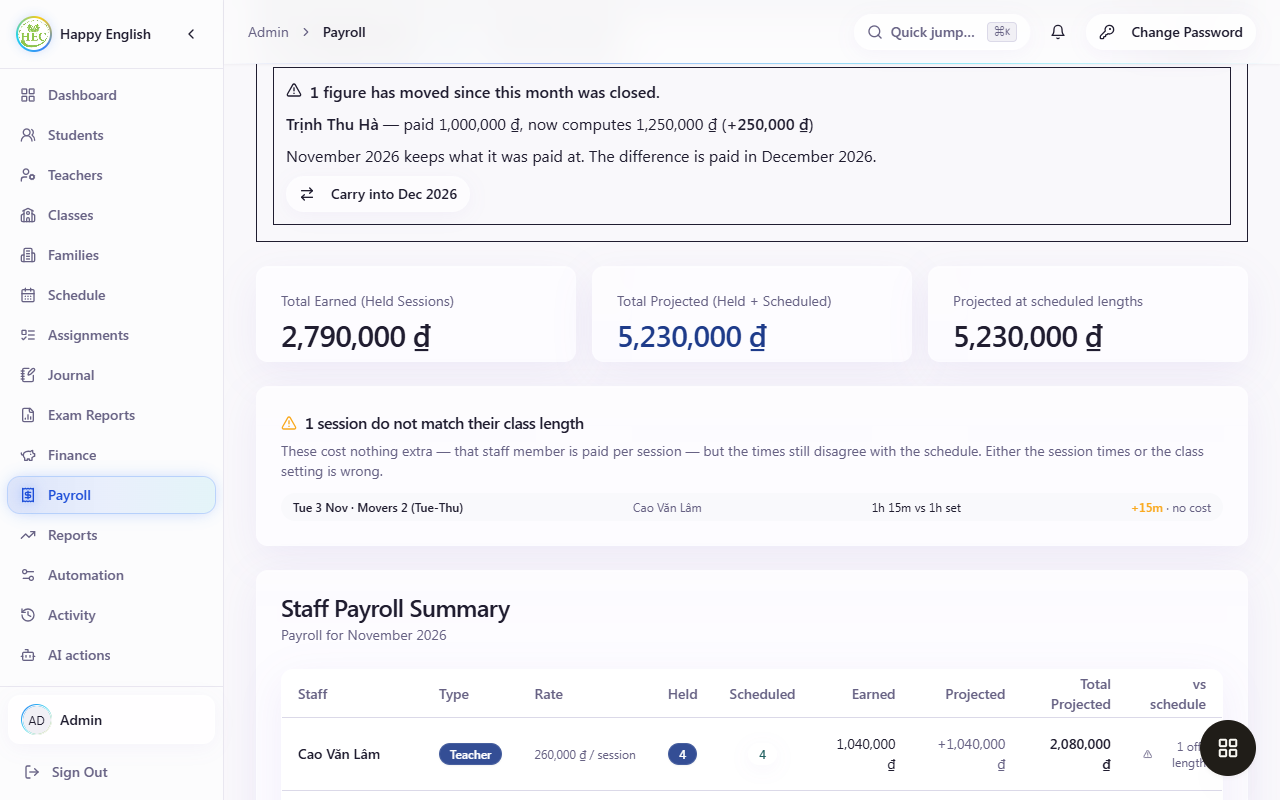 HEC
Happy English
Admin
Payroll
Quick jump...
⌘K
Change Password
Dashboard
Students
Teachers
Classes
Families
Schedule
Assignments
Journal
Exam Reports
Finance
Payroll
Reports
Automation
Activity
AI actions
AD
Admin
Sign Out
1 figure has moved since this month was closed.
Trịnh Thu Hà — paid 1,000,000 ₫, now computes 1,250,000 ₫ (+250,000 ₫)
November 2026 keeps what it was paid at. The difference is paid in December 2026.
Carry into Dec 2026
Total Earned (Held Sessions)
2,790,000 ₫
Total Projected (Held + Scheduled)
5,230,000 ₫
Projected at scheduled lengths
5,230,000 ₫
1 session do not match their class length
These cost nothing extra — that staff member is paid per session — but the times still disagree with the schedule. Either the session times or the class
setting is wrong.
Tue 3 Nov · Movers 2 (Tue-Thu)
Cao Văn Lâm
1h 15m vs 1h set
+15m · no cost
Staff Payroll Summary
Payroll for November 2026
Staff
Type
Rate
Held
Scheduled
Earned
Projected
Total
Projected
vs
schedule
Cao Văn Lâm
Teacher
260,000 ₫ / session
4
4
1,040,000
₫
+1,040,000
₫
2,080,000
₫
1 off
length